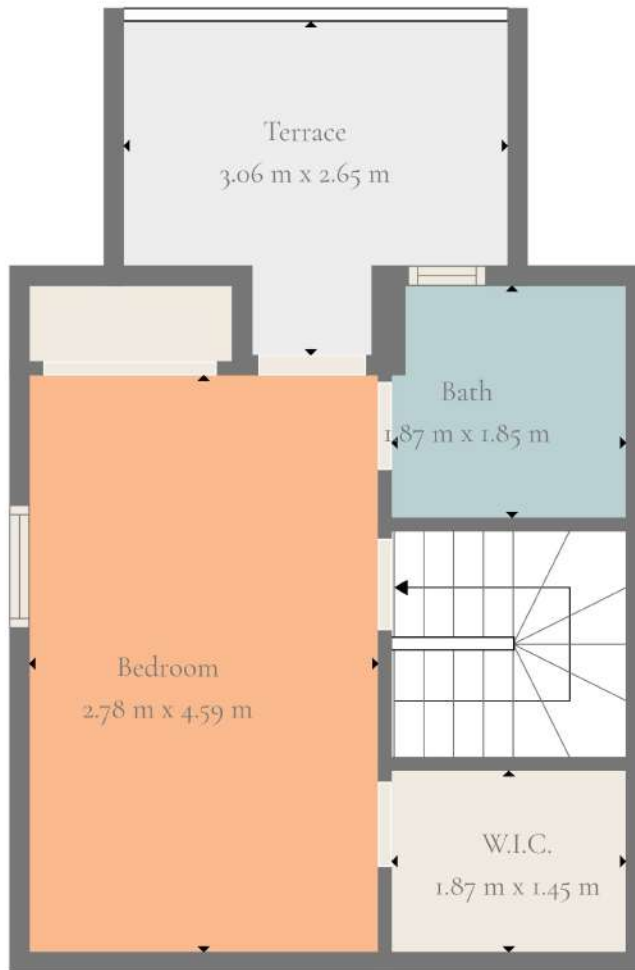 Terrace
3.06 m x 2.65 m
Bath
1.87 m x 1.85 m
Bedroom
2.78 m x 4.59 m
W.I.C.
1.87 m x 1.45 m